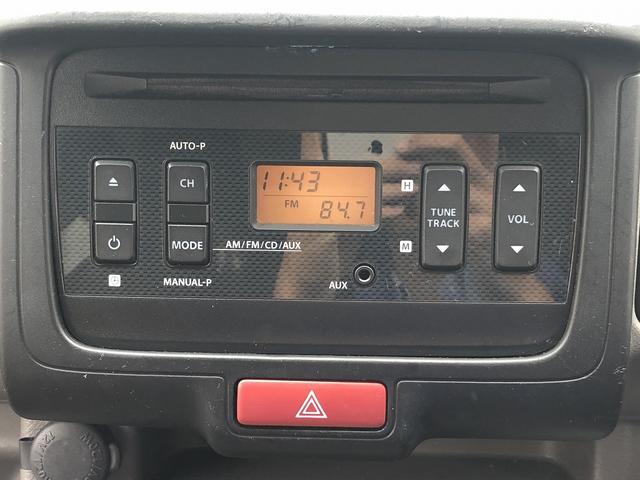 AUTO-P
CH
MODE
AM/FM/CD/AUX
MANUAL-P
11:43
FM 84.7
H
M
AUX
TUNE
TRACK
VOL